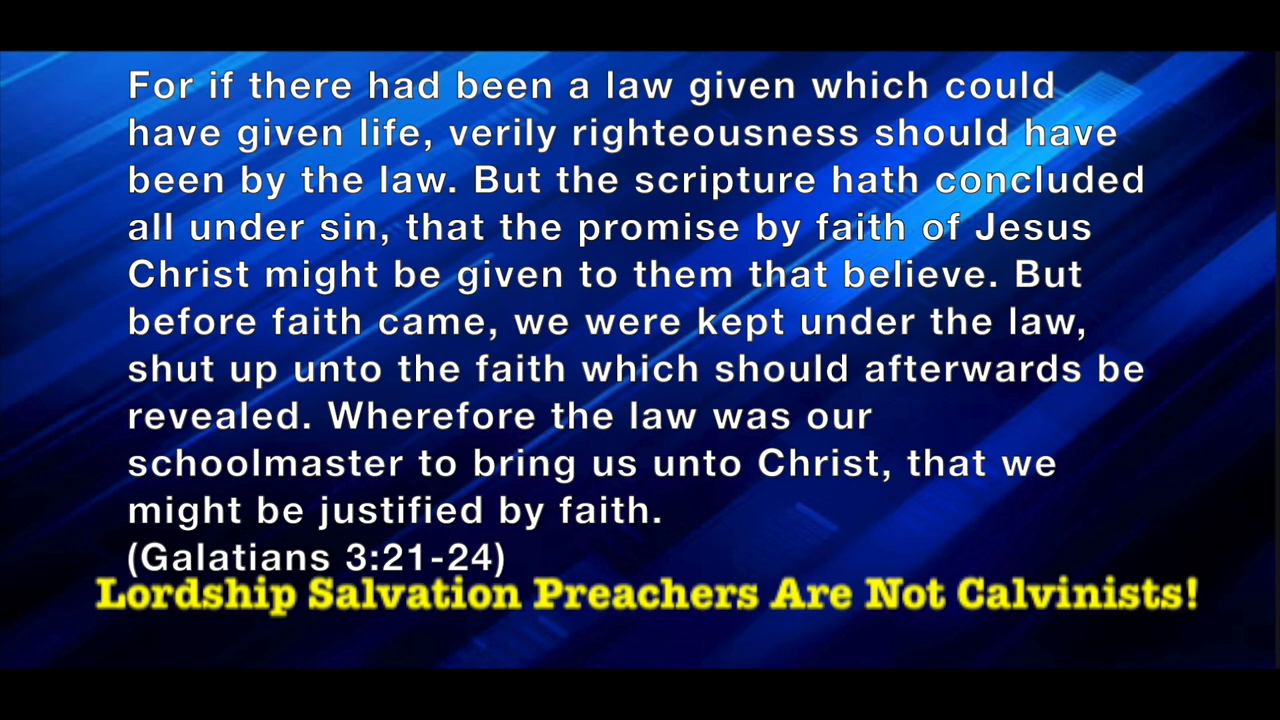 For if there had been a law given which could
have given life, verily righteousness should have
been by the law. But the scripture hath concluded
all under sin, that the promise by faith of Jesus
Christ might be given to them that believe. But
before faith came, we were kept under the law,
shut up unto the faith which should afterwards be
revealed. Wherefore the law was our
schoolmaster to bring us unto Christ, that we
might be justified by faith.
(Galatians 3:21-24)
Lordship Salvation Preachers Are Not Calvinists!